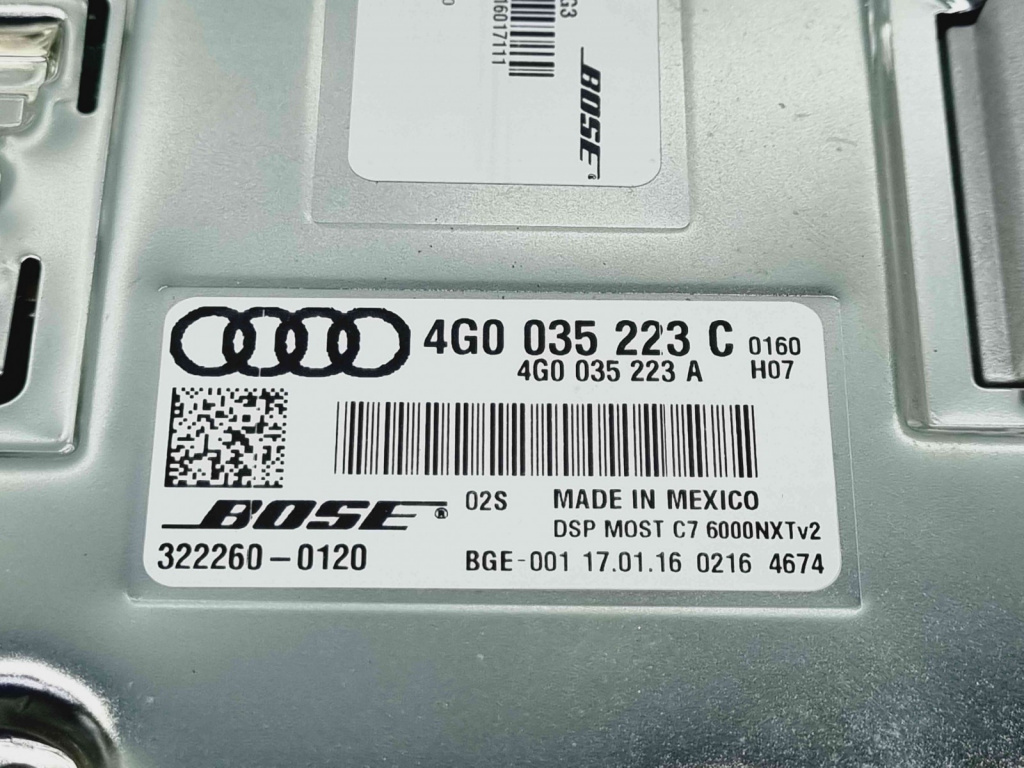 G3
16017111
BOSE®
4G0 035 223 C 0160
4G0 035 223 A H07
BOSE® 02S MADE IN MEXICO
DSP MOST C7 6000NXTv2
322260-0120 BGE-001 17.01.16 0216 4674